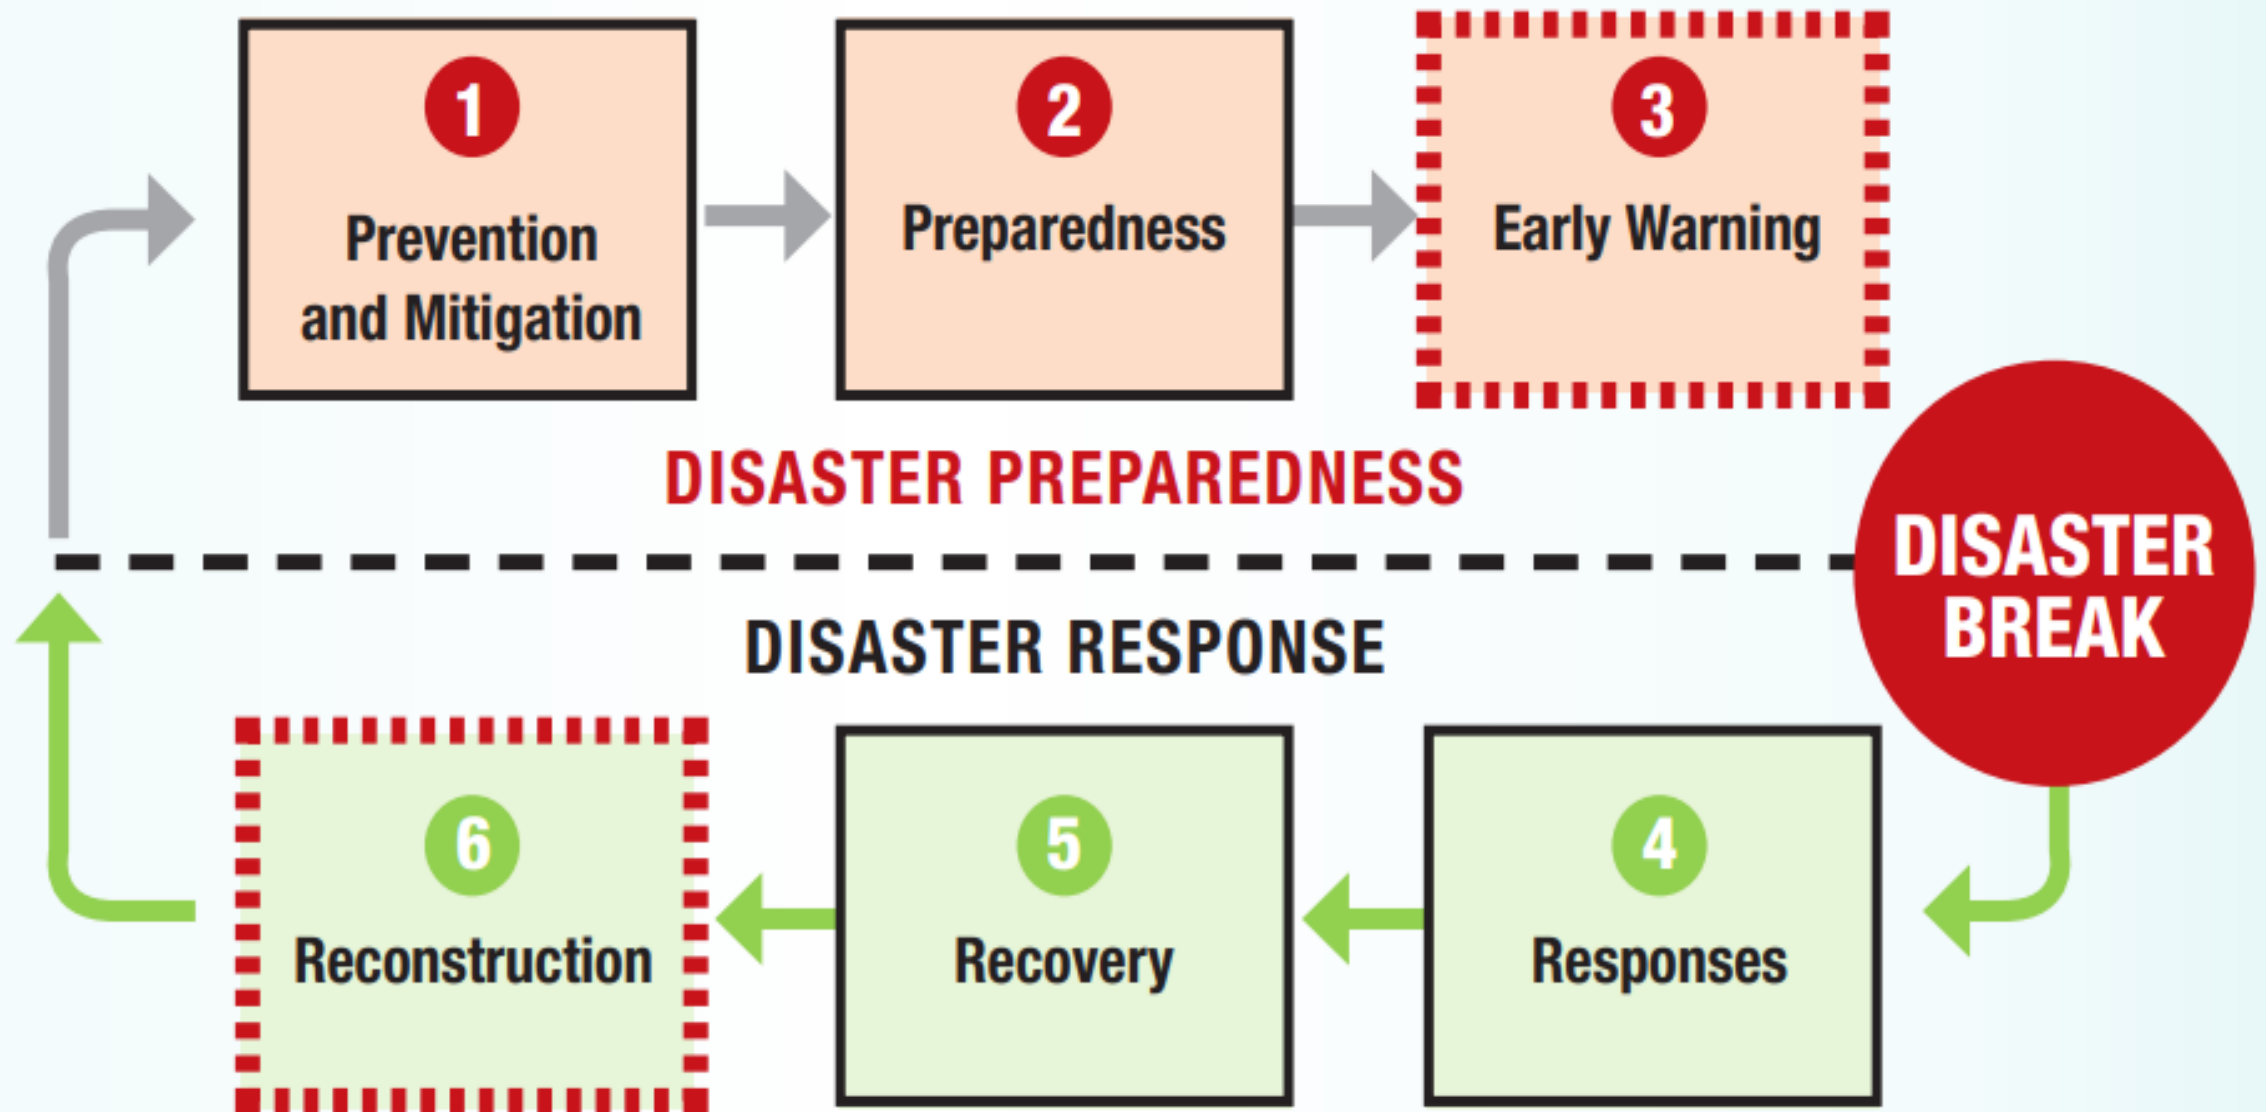 1
Prevention
and Mitigation
2
Preparedness
3
Early Warning
DISASTER PREPAREDNESS
DISASTER
BREAK
DISASTER RESPONSE
6
Reconstruction
5
Recovery
4
Responses